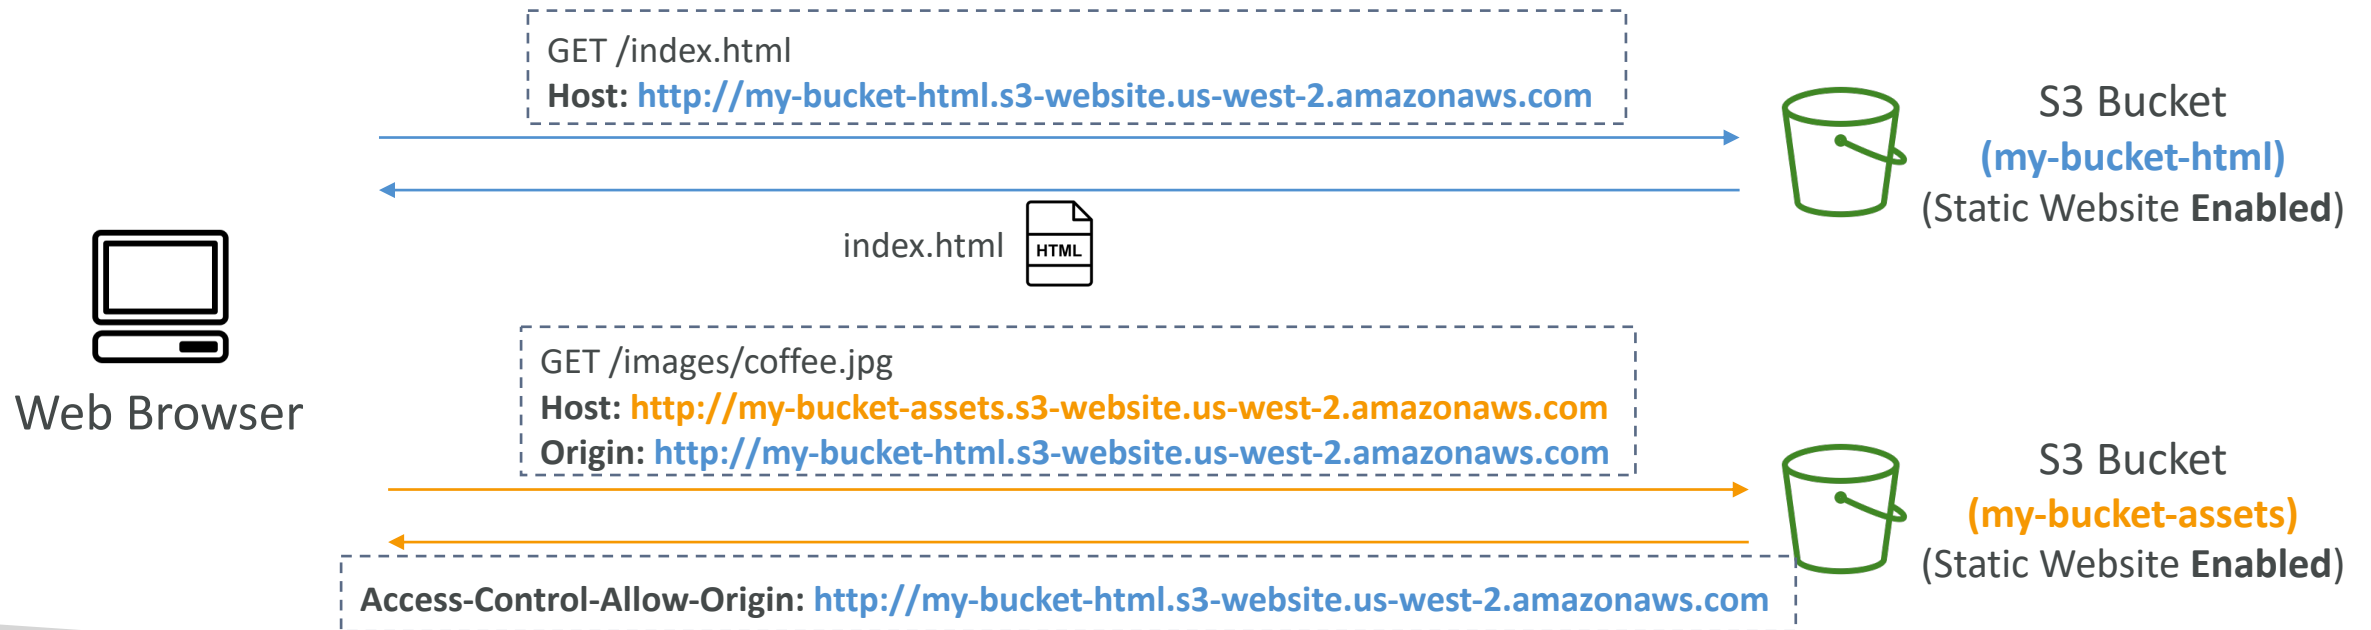 GET /index.html
Host: http://my-bucket-html.s3-website.us-west-2.amazonaws.com
S3 Bucket
(my-bucket-html)
(Static Website Enabled)
index.html
HTML
Web Browser
GET /images/coffee.jpg
Host: http://my-bucket-assets.s3-website.us-west-2.amazonaws.com
Origin: http://my-bucket-html.s3-website.us-west-2.amazonaws.com
S3 Bucket
(my-bucket-assets)
(Static Website Enabled)
Access-Control-Allow-Origin: http://my-bucket-html.s3-website.us-west-2.amazonaws.com